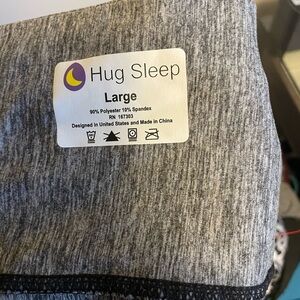 Hug Sleep
Large
90% Polyester 10% Spandex
RN 167303
Designed in United States and Made in China